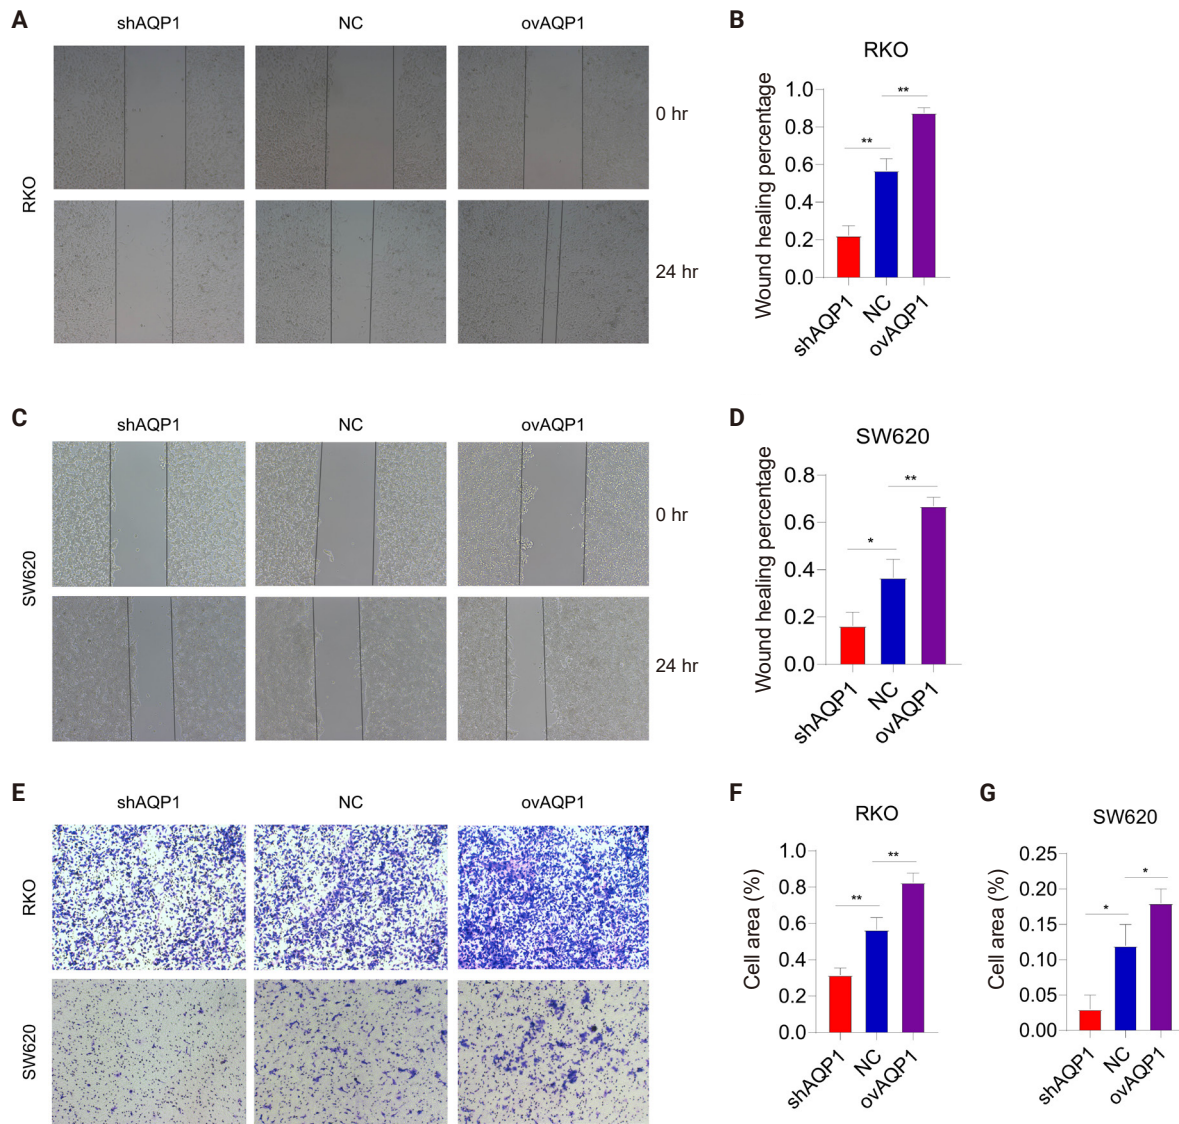 A
shAQP1
NC
ovAQP1
RKO
0 hr
24 hr
B
RKO
Wound healing percentage
1.0
0.8
0.6
0.4
0.2
0.0
**
**
shAQP1
NC
ovAQP1
C
shAQP1
NC
ovAQP1
SW620
0 hr
24 hr
D
SW620
Wound healing percentage
0.8
0.6
0.4
0.2
0.0
*
**
shAQP1
NC
ovAQP1
E
shAQP1
NC
ovAQP1
RKO
SW620
F
RKO
Cell area (%)
1.0
0.8
0.6
0.4
0.2
0.0
**
**
shAQP1
NC
ovAQP1
G
SW620
Cell area (%)
0.25
0.20
0.15
0.10
0.05
0.00
*
*
shAQP1
NC
ovAQP1